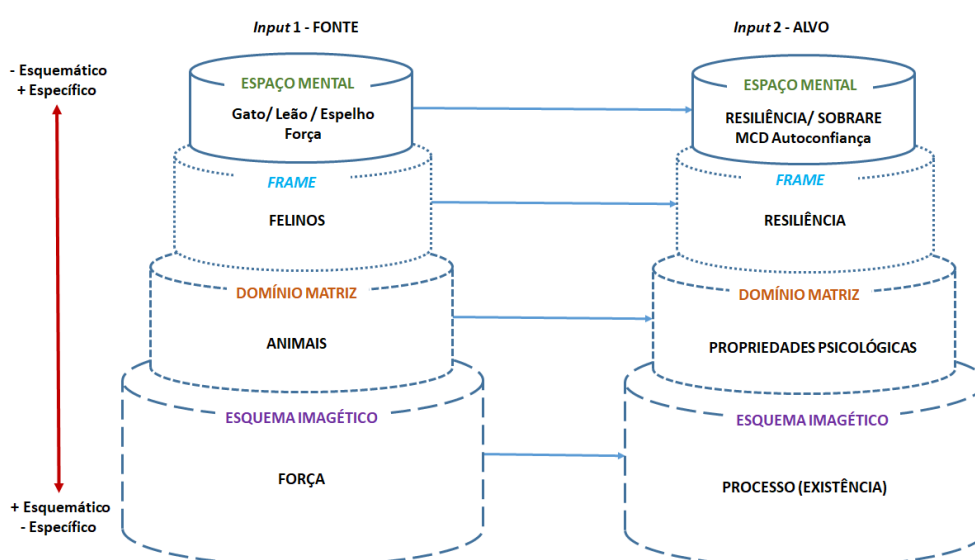 Input 1 - FONTE
Input 2 - ALVO
- Esquemático
+ Específico
ESPAÇO MENTAL
Gato/ Leão / Espelho
Força
ESPAÇO MENTAL
RESILIÊNCIA/ SOBRARE
MCD Autoconfiança
FRAME
FELINOS
FRAME
RESILIÊNCIA
DOMÍNIO MATRIZ
ANIMAIS
DOMÍNIO MATRIZ
PROPRIEDADES PSICOLÓGICAS
ESQUEMA IMAGÉTICO
FORÇA
ESQUEMA IMAGÉTICO
PROCESSO (EXISTÊNCIA)
+ Esquemático
- Específico